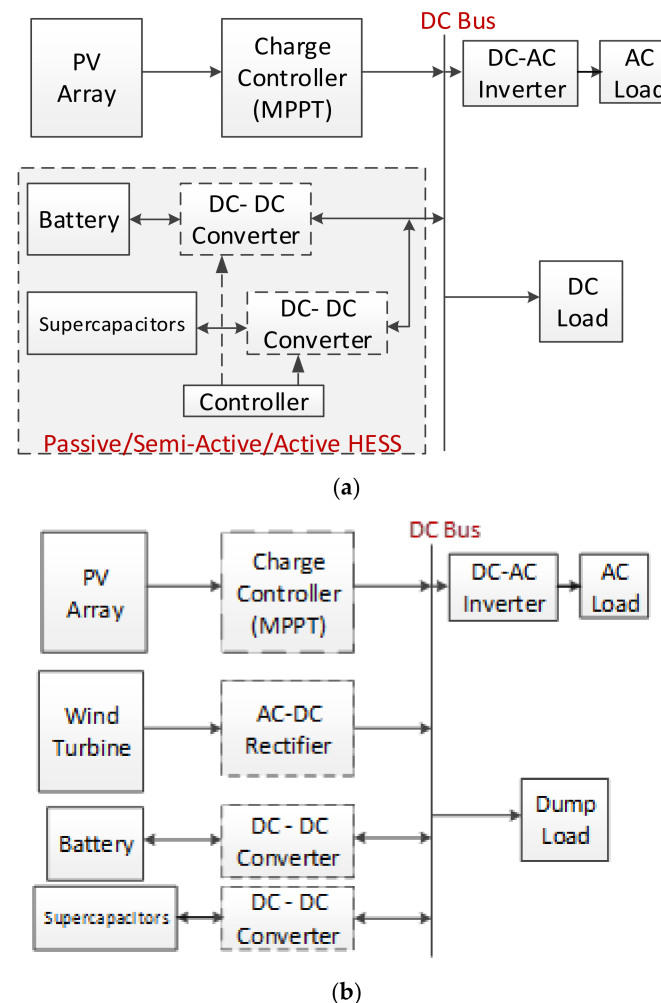 DC Bus
PV
Array
Charge
Controller
(MPPT)
DC-AC
Inverter
AC
Load
Battery
DC- DC
Converter
Supercapacitors
DC- DC
Converter
Controller
DC
Load
Passive/Semi-Active/Active HESS
(a)
DC Bus
PV
Array
Charge
Controller
(MPPT)
DC-AC
Inverter
AC
Load
Wind
Turbine
AC-DC
Rectifier
Battery
DC - DC
Converter
Dump
Load
Supercapacitors
DC - DC
Converter
(b)